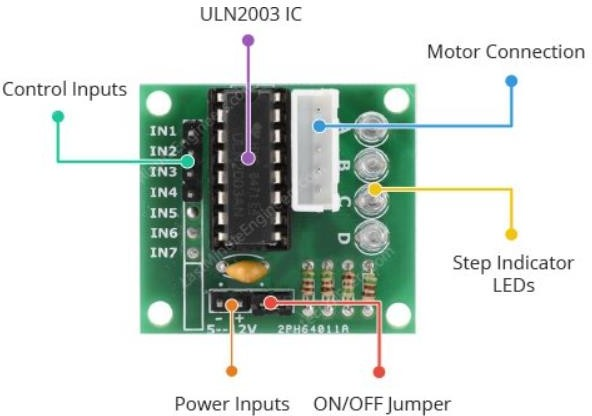 ULN2003 IC
Motor Connection
Control Inputs
IN1
IN2
IN3
IN4
IN5
IN6
IN7
A
B
C
D
Step Indicator
LEDs
- +
5-- 2V 2PH64011A
Power Inputs ON/OFF Jumper